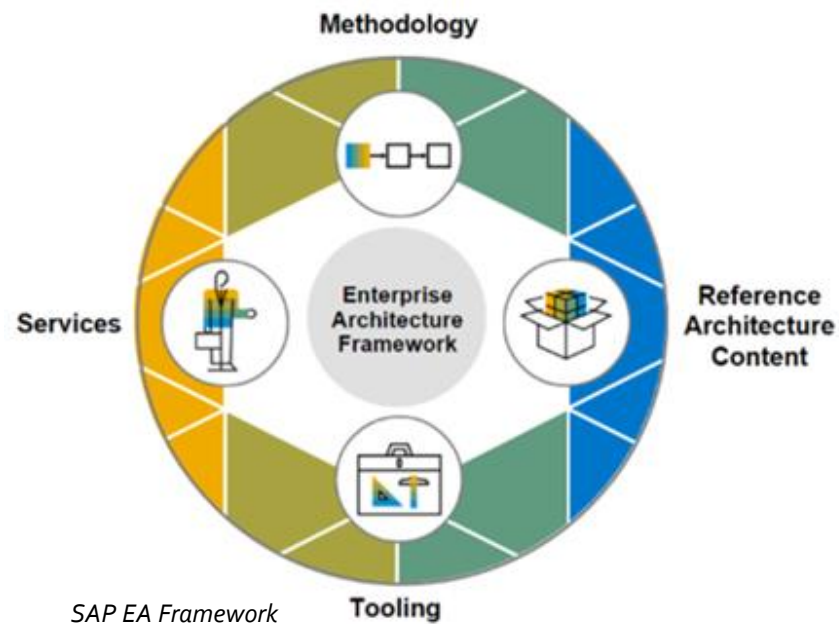 Methodology
Services
Enterprise
Architecture
Framework
Reference
Architecture
Content
SAP EA Framework
Tooling